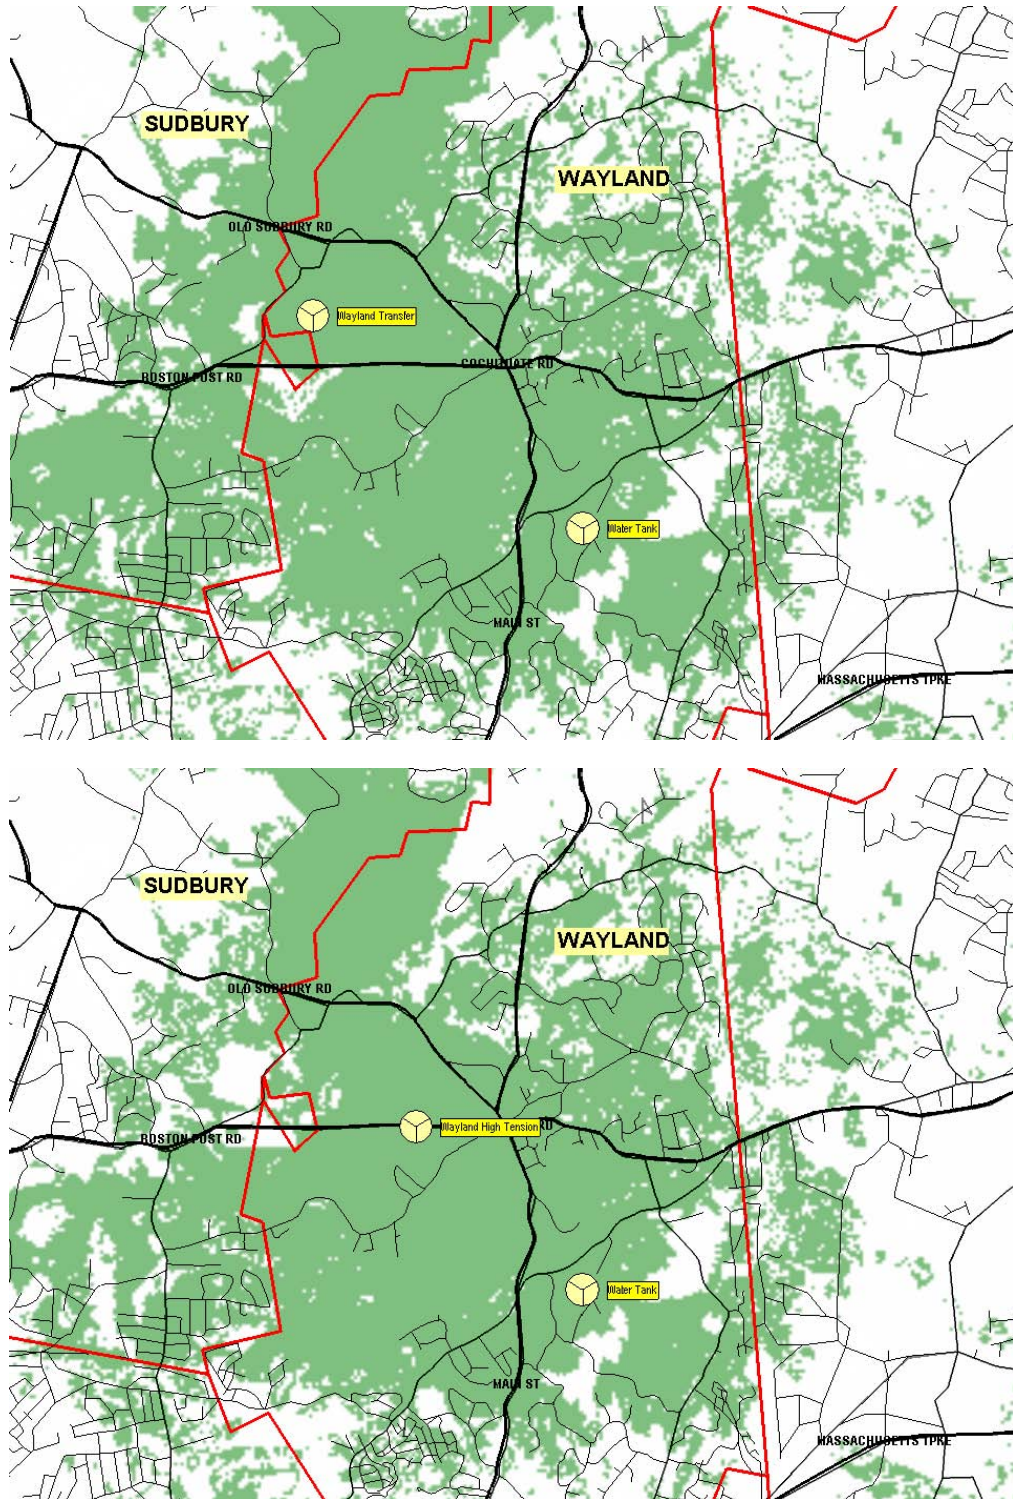 SUDBURY
WAYLAND
OLD SUDBURY RD
Wayland Transfer
COCHITUATE RD
BOSTON POST RD
Water Tank
MAIN ST
MASSACHUSETTS TPKE
SUDBURY
WAYLAND
OLD SUDBURY RD
Wayland High Tension
RD
BOSTON POST RD
Water Tank
MAIN ST
MASSACHUSETTS TPKE